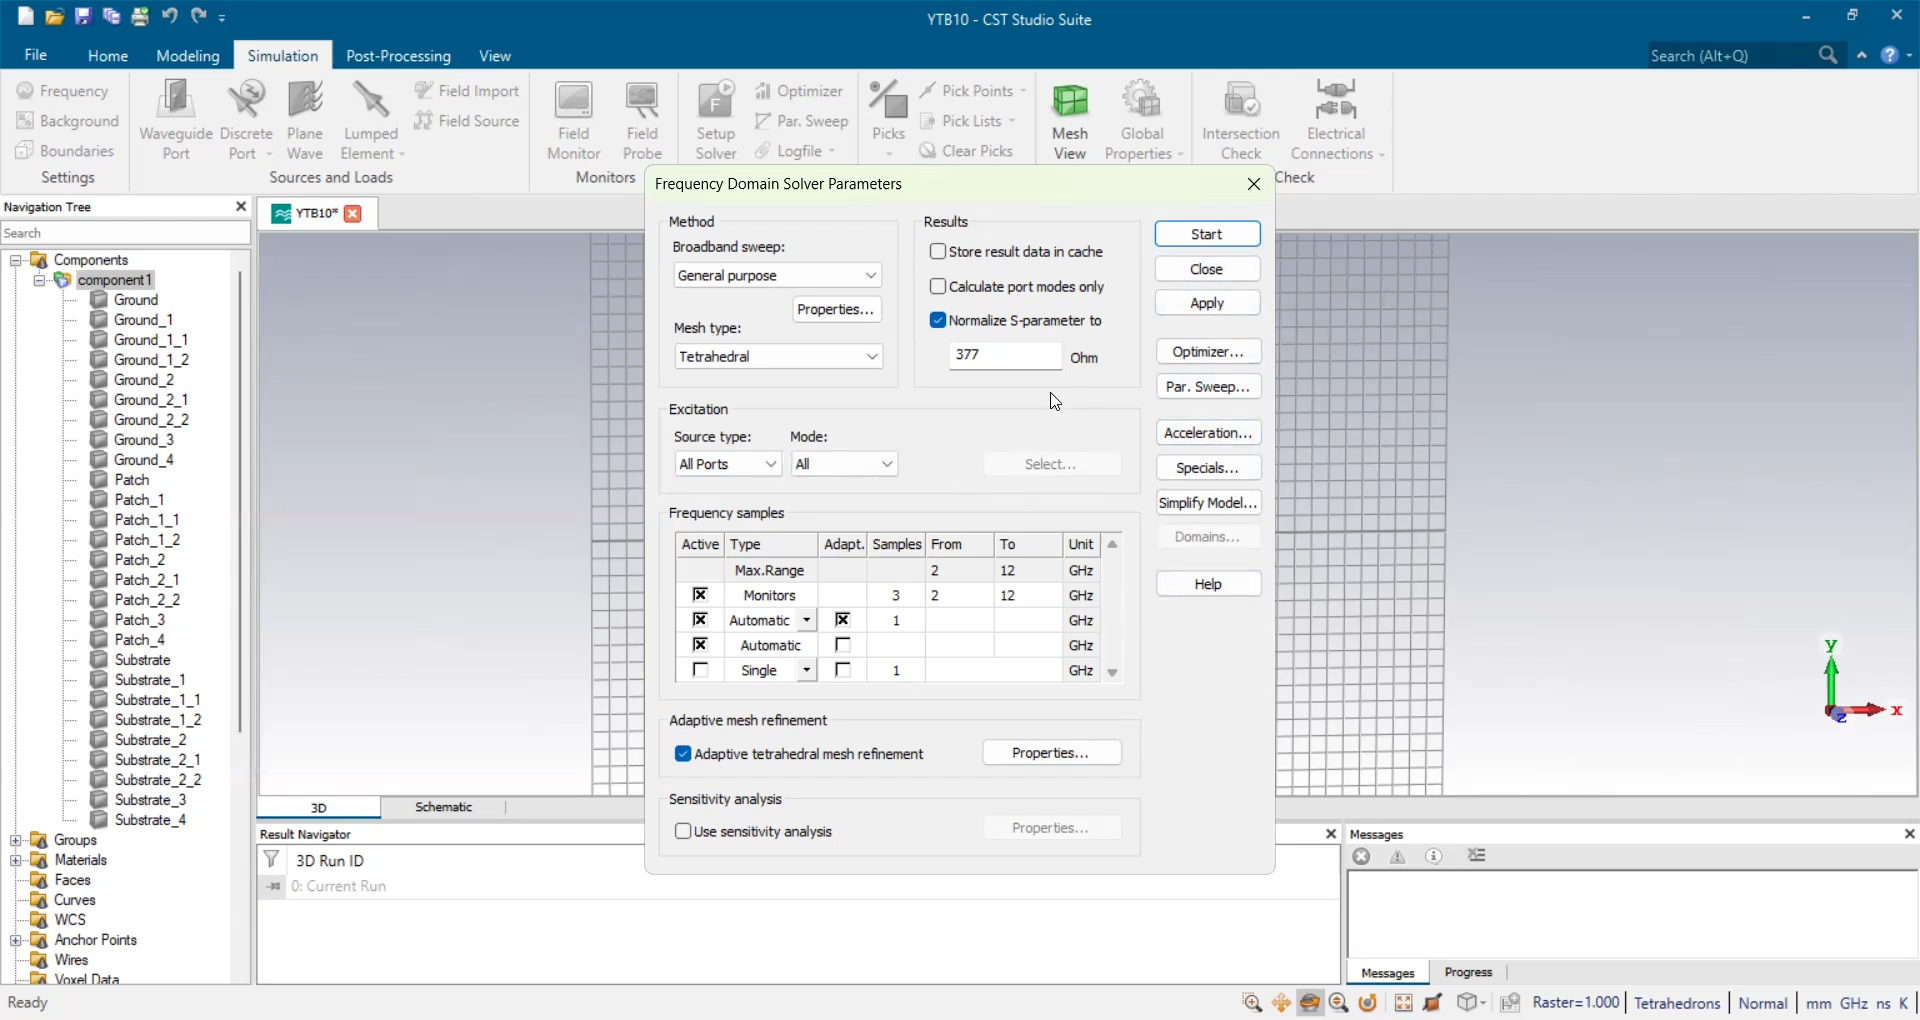 YTB10 - CST Studio Suite
File Home Modeling Simulation Post-Processing View Search (Alt+Q)
Frequency
Background
Boundaries
Settings
Waveguide Port
Discrete Port
Plane Wave
Lumped Element
Field Import
Field Source
Sources and Loads
Field Monitor
Field Probe
Monitors
Setup Solver
Optimizer
Par. Sweep
Logfile
Picks
Pick Points
Pick Lists
Clear Picks
Mesh View
Global Properties
Intersection Check
Electrical Connections
Check
Navigation Tree
Search
Components
component1
Ground
Ground_1
Ground_1_1
Ground_1_2
Ground_2
Ground_2_1
Ground_2_2
Ground_3
Ground_4
Patch
Patch_1
Patch_1_1
Patch_1_2
Patch_2
Patch_2_1
Patch_2_2
Patch_3
Patch_4
Substrate
Substrate_1
Substrate_1_1
Substrate_1_2
Substrate_2
Substrate_2_1
Substrate_2_2
Substrate_3
Substrate_4
Groups
Materials
Faces
Curves
WCS
Anchor Points
Wires
Voxel Data
YTB10*
Frequency Domain Solver Parameters
Method
Broadband sweep:
General purpose
Properties...
Mesh type:
Tetrahedral
Results
Store result data in cache
Calculate port modes only
Normalize S-parameter to
377 Ohm
Start
Close
Apply
Optimizer...
Par. Sweep...
Acceleration...
Specials...
Simplify Model...
Domains...
Help
Excitation
Source type: Mode:
All Ports All Select...
Frequency samples
Active Type Adapt. Samples From To Unit
Max.Range 2 12 GHz
Monitors 3 2 12 GHz
Automatic 1 GHz
Automatic GHz
Single 1 GHz
Adaptive mesh refinement
Adaptive tetrahedral mesh refinement Properties...
Sensitivity analysis
Use sensitivity analysis Properties...
y
x
z
3D Schematic
Result Navigator
3D Run ID
0: Current Run
Messages
Messages Progress
Ready Raster=1.000 Tetrahedrons Normal mm GHz ns K